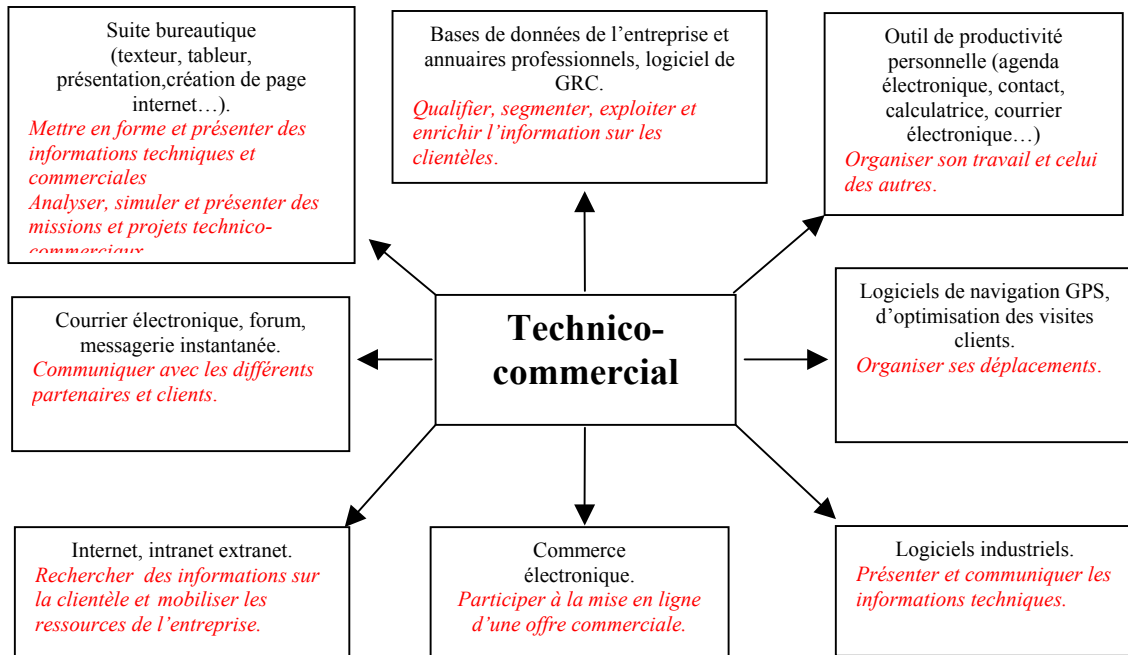 Suite bureautique
(texteur, tableur,
présentation,création de page
internet…).
Mettre en forme et présenter des
informations techniques et
commerciales
Analyser, simuler et présenter des
missions et projets technico-
commerciaux
Bases de données de l’entreprise et
annuaires professionnels, logiciel de
GRC.
Qualifier, segmenter, exploiter et
enrichir l’information sur les
clientèles.
Outil de productivité
personnelle (agenda
électronique, contact,
calculatrice, courrier
électronique…)
Organiser son travail et celui
des autres.
Courrier électronique, forum,
messagerie instantanée.
Communiquer avec les différents
partenaires et clients.
Technico-
commercial
Logiciels de navigation GPS,
d’optimisation des visites
clients.
Organiser ses déplacements.
Internet, intranet extranet.
Rechercher des informations sur
la clientèle et mobiliser les
ressources de l’entreprise.
Commerce
électronique.
Participer à la mise en ligne
d’une offre commerciale.
Logiciels industriels.
Présenter et communiquer les
informations techniques.